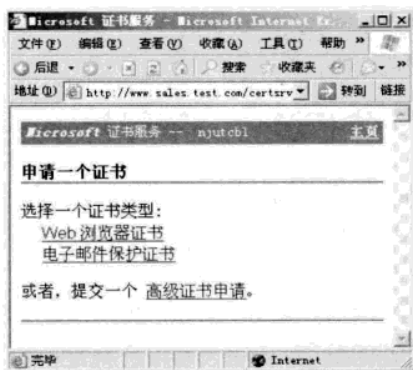 Microsoft 证书服务 - Microsoft Internet Ex...
文件(F) 编辑(E) 查看(V) 收藏(A) 工具(T) 帮助 »
后退 搜索 收藏夹 »
地址(D) http://www.sales.test.com/certsrv 转到 链接
Microsoft 证书服务 -- njutcbl 主页
申请一个证书
选择一个证书类型:
Web 浏览器证书
电子邮件保护证书
或者，提交一个 高级证书申请。
完毕 Internet